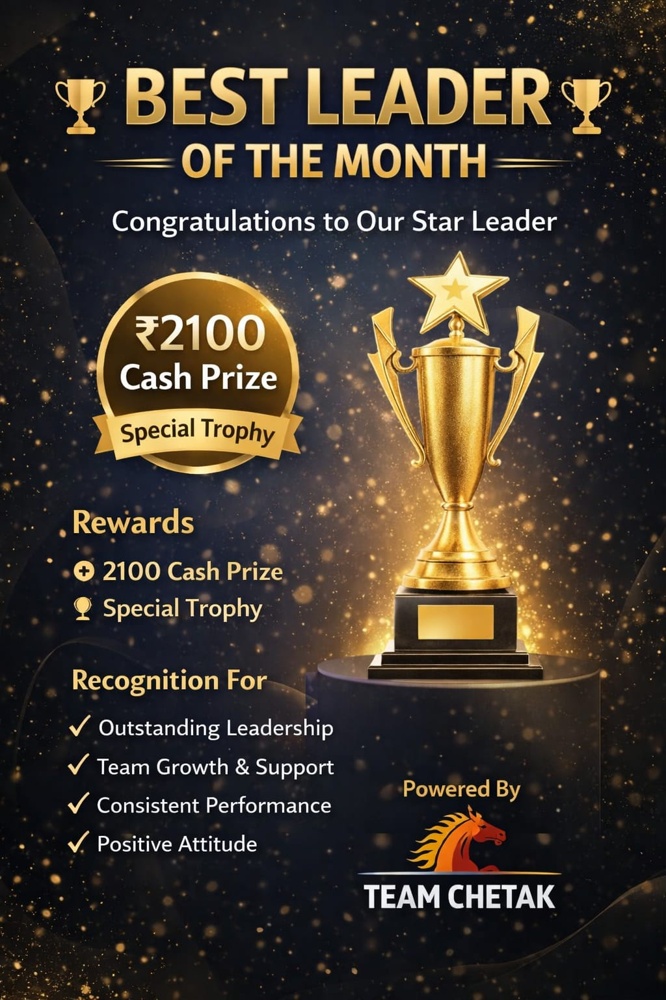 BEST LEADER
OF THE MONTH
Congratulations to Our Star Leader
₹2100
Cash Prize
Special Trophy
Rewards
2100 Cash Prize
Special Trophy
Recognition For
✓ Outstanding Leadership
✓ Team Growth & Support
✓ Consistent Performance
✓ Positive Attitude
Powered By
TEAM CHETAK